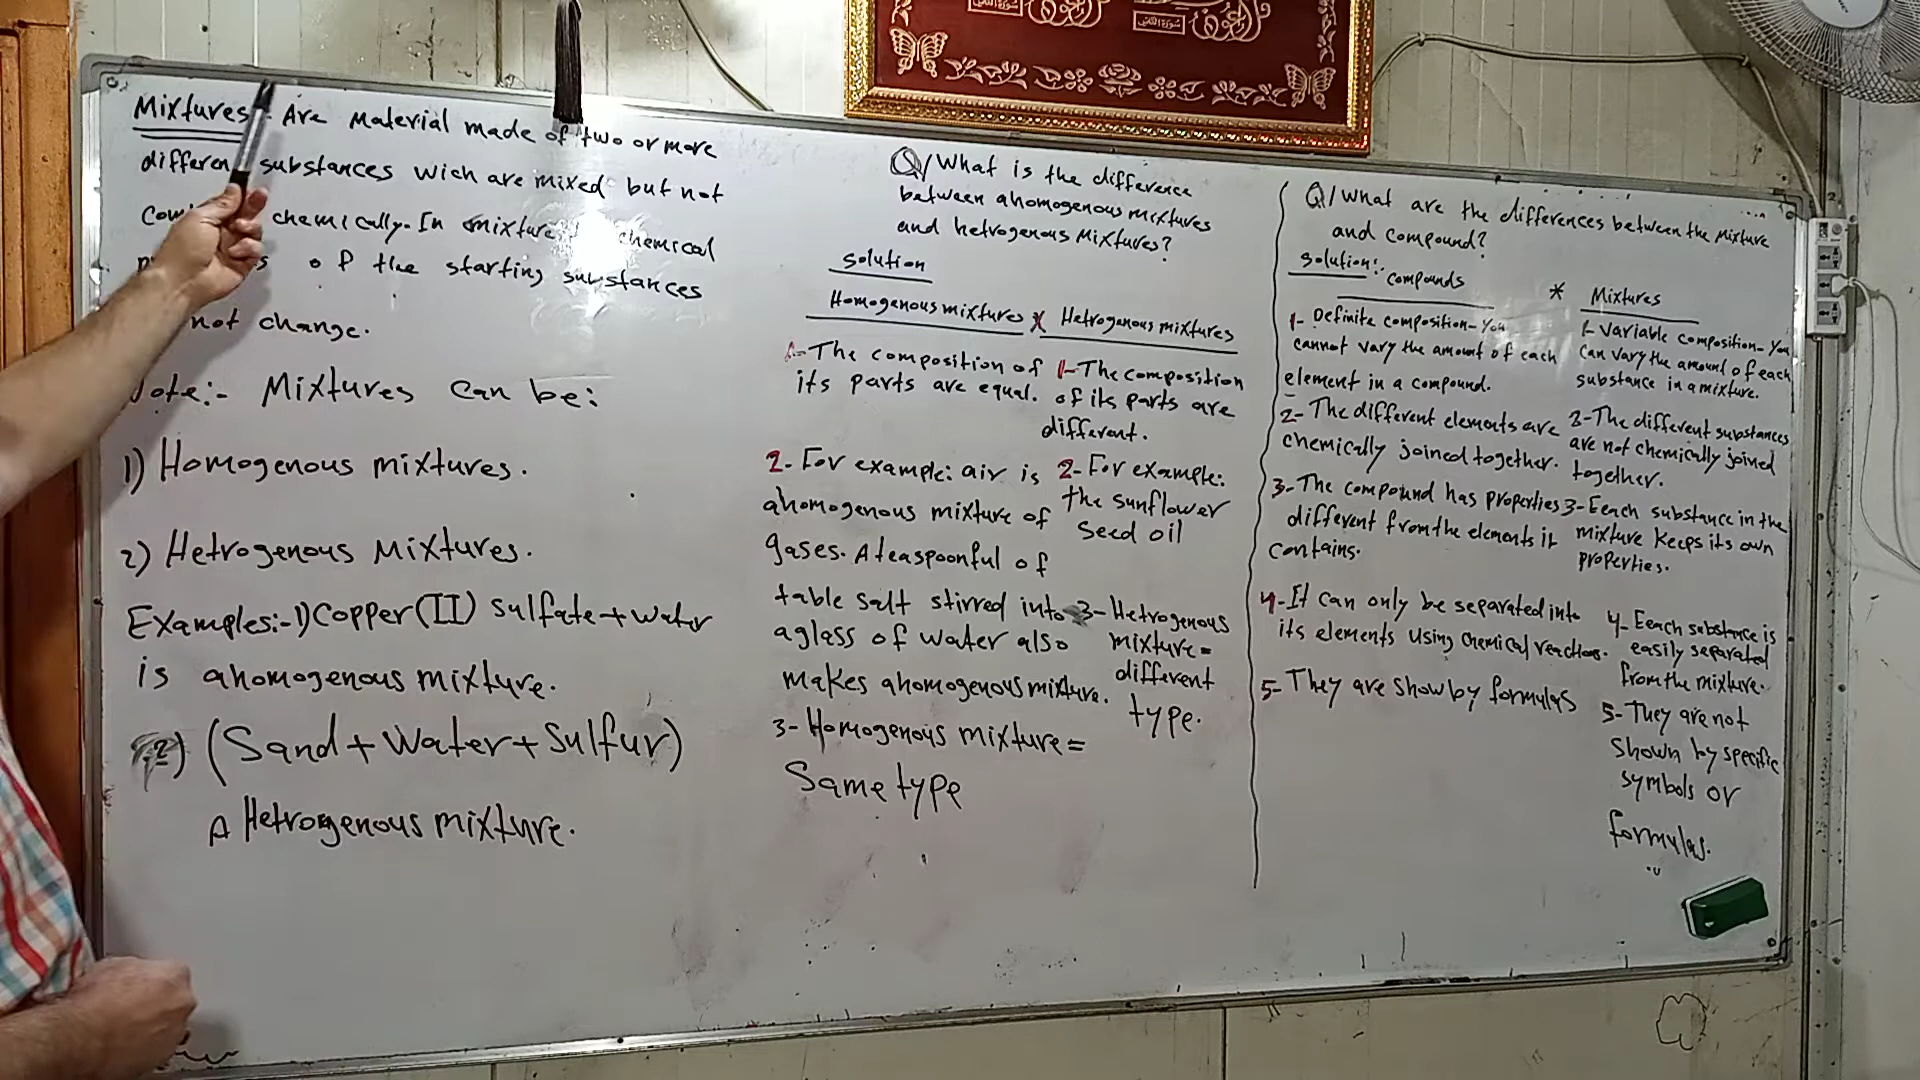 Mixtures:- Are Material made of two or more
different substances wich are mixed but not
chemically. In mixture chemical
of the starting substances
not change.
Note:- Mixtures can be:
1) Homogenous mixtures.
2) Hetrogenous Mixtures.
Examples:-1) Copper (II) sulfate + water
is ahomogenous mixture.
2) (Sand + Water + Sulfur)
A Hetrogenous mixture.
Q/What is the difference
between ahomogenous mixtures
and hetrogenous Mixtures?
solution
Homogenous mixtures X Hetrogenous mixtures
1-The composition of
its parts are equal.
2-For example: air is
ahomogenous mixture of
gases. A teaspoonful of
table salt stirred into
aglass of water also
makes ahomogenous mixture.
3-Homogenous mixture =
Same type
1-The composition
of its parts are
different.
2-For example:
the sunflower
seed oil
3-Hetrogenous
mixture =
different
type.
Q/What are the differences between the Mixture
and compound?
solution:.
compounds * Mixtures
1- Definite composition-You
cannot vary the amount of each
element in a compound.
2-The different elements are
chemically joined together.
3-The compound has properties
different from the elements it
contains.
4-It can only be separated into
its elements using chemical reactions.
5-They are show by formulas
1-Variable composition-You
can vary the amount of each
substance in a mixture.
2-The different substances
are not chemically joined
together.
3-Eeach substance in the
mixture keeps its own
properties.
4-Eeach substance is
easily separated
from the mixture.
5-They are not
shown by specific
symbols or
formulas.